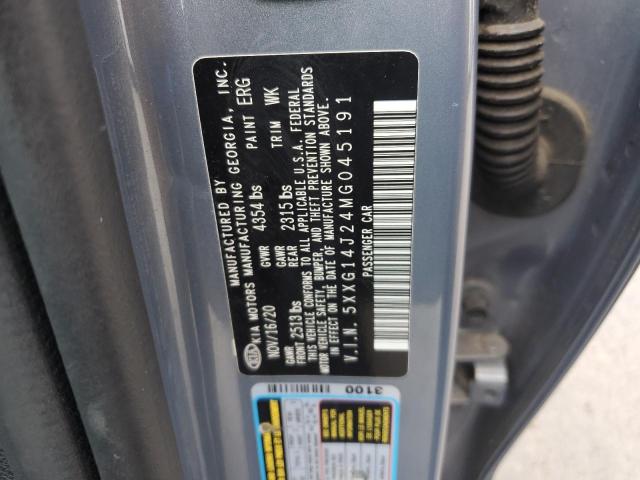 MANUFACTURED BY
KIA MOTORS MANUFACTURING GEORGIA, INC.
NOV/16/20 GVWR 4354 lbs PAINT ERG
GAWR FRONT 2513 lbs GAWR REAR 2315 lbs TRIM WK
THIS VEHICLE CONFORMS TO ALL APPLICABLE U.S.A. FEDERAL
MOTOR VEHICLE SAFETY, BUMPER, AND THEFT PREVENTION STANDARDS
IN EFFECT ON THE DATE OF MANUFACTURE SHOWN ABOVE.
V.I.N. 5XXG14J24MG045191
PASSENGER CAR
KIA
3100